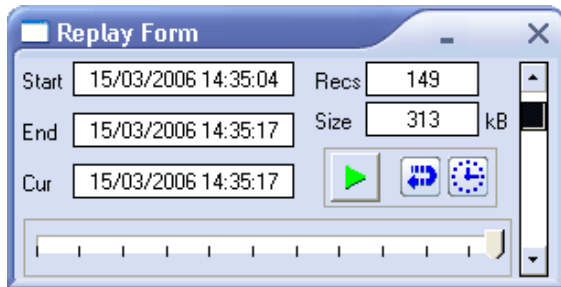 Replay Form
Start 15/03/2006 14:35:04 Recs 149
End 15/03/2006 14:35:17 Size 313 kB
Cur 15/03/2006 14:35:17